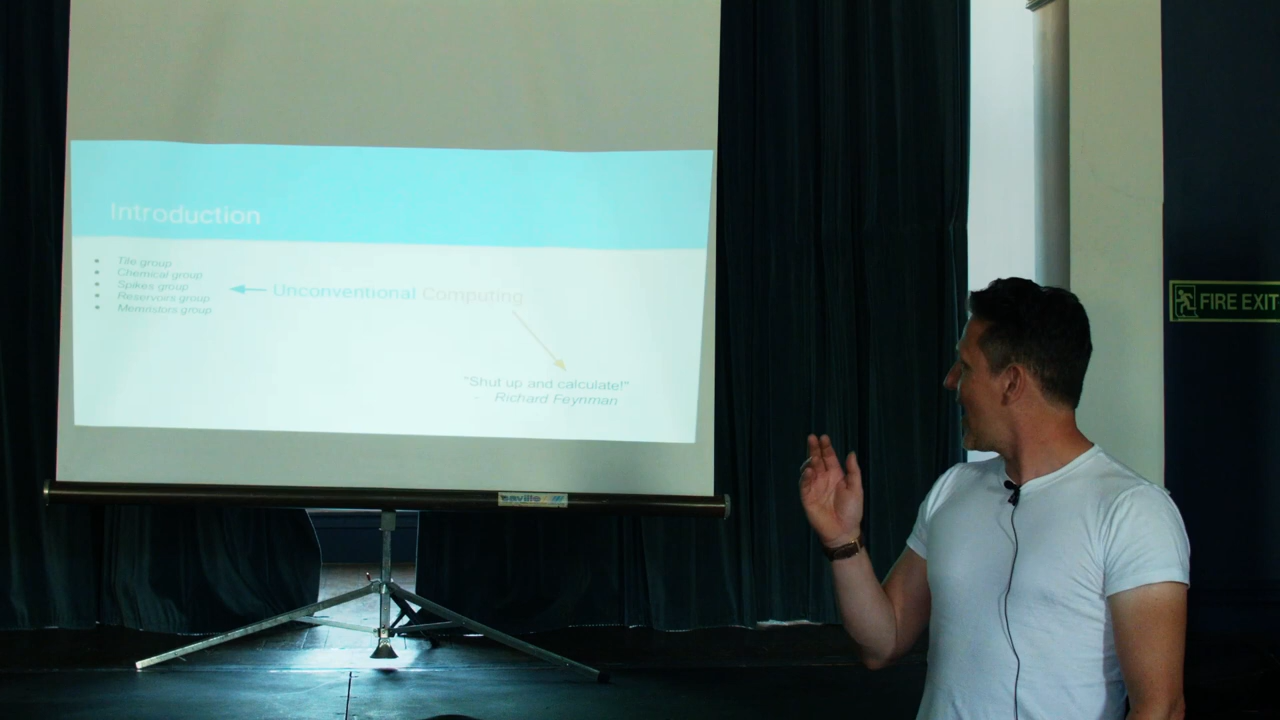 Introduction
Tile group
Chemical group
Spikes group
Reservoirs group
Memristors group
Unconventional Computing
"Shut up and calculate!"
- Richard Feynman
saville
FIRE EXIT